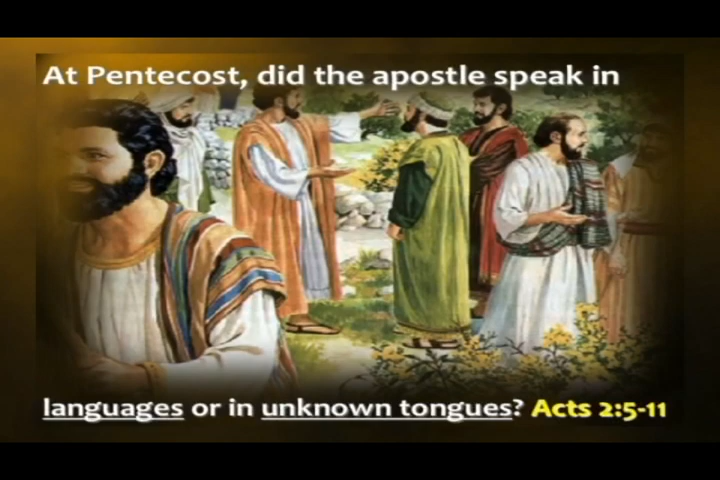 At Pentecost, did the apostle speak in
languages or in unknown tongues? Acts 2:5-11